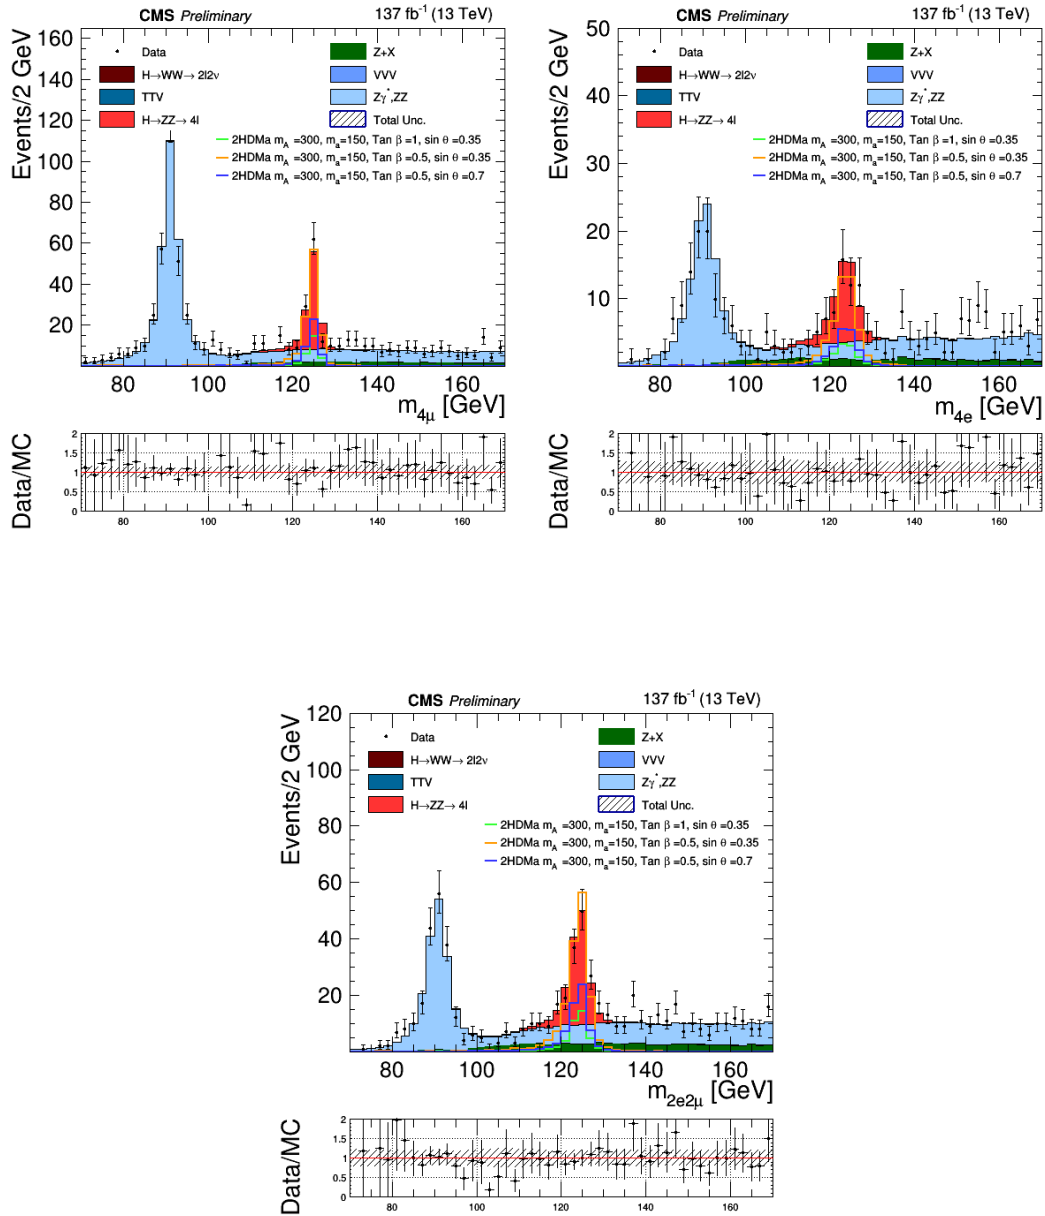 CMS Preliminary 137 fb⁻¹ (13 TeV)
Events/2 GeV
160
140
120
100
80
60
40
20
Data
H→WW→ 2l2ν
TTV
H→ZZ→ 4l
Z+X
VVV
Zγ*,ZZ
Total Unc.
2HDMa m_A =300, m_a=150, Tan β =1, sin θ =0.35
2HDMa m_A =300, m_a=150, Tan β =0.5, sin θ =0.35
2HDMa m_A =300, m_a=150, Tan β =0.5, sin θ =0.7
80 100 120 140 160
m_4μ [GeV]
Data/MC
2
1.5
1
0.5
0
80 100 120 140 160
CMS Preliminary 137 fb⁻¹ (13 TeV)
Events/2 GeV
50
40
30
20
10
Data
H→WW→ 2l2ν
TTV
H→ZZ→ 4l
Z+X
VVV
Zγ*,ZZ
Total Unc.
2HDMa m_A =300, m_a=150, Tan β =1, sin θ =0.35
2HDMa m_A =300, m_a=150, Tan β =0.5, sin θ =0.35
2HDMa m_A =300, m_a=150, Tan β =0.5, sin θ =0.7
80 100 120 140 160
m_4e [GeV]
Data/MC
2
1.5
1
0.5
0
80 100 120 140 160
CMS Preliminary 137 fb⁻¹ (13 TeV)
Events/2 GeV
120
100
80
60
40
20
Data
H→WW→ 2l2ν
TTV
H→ZZ→ 4l
Z+X
VVV
Zγ*,ZZ
Total Unc.
2HDMa m_A =300, m_a=150, Tan β =1, sin θ =0.35
2HDMa m_A =300, m_a=150, Tan β =0.5, sin θ =0.35
2HDMa m_A =300, m_a=150, Tan β =0.5, sin θ =0.7
80 100 120 140 160
m_2e2μ [GeV]
Data/MC
2
1.5
1
0.5
0
80 100 120 140 160